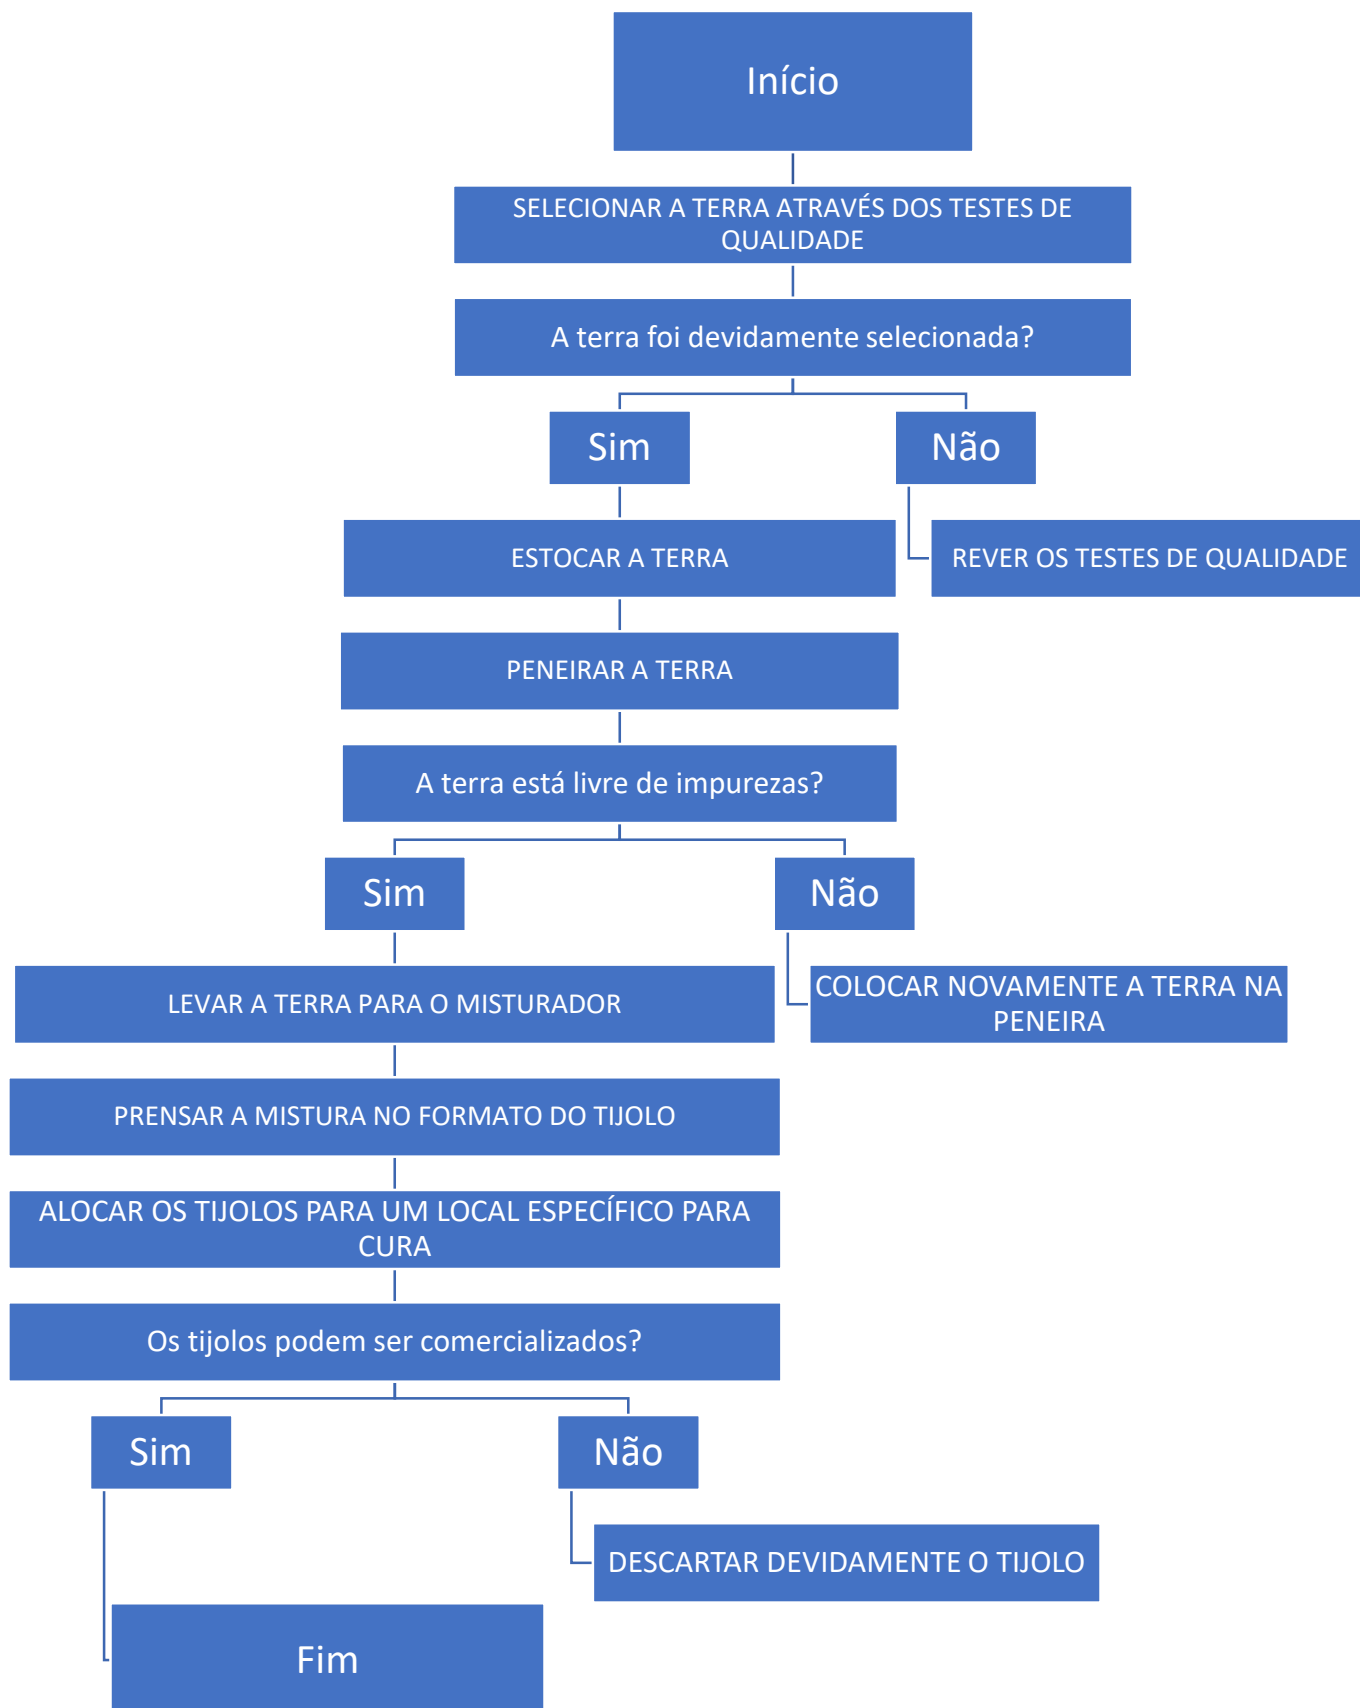 Início
SELECIONAR A TERRA ATRAVÉS DOS TESTES DE
QUALIDADE
A terra foi devidamente selecionada?
Sim
Não
ESTOCAR A TERRA
REVER OS TESTES DE QUALIDADE
PENEIRAR A TERRA
A terra está livre de impurezas?
Sim
Não
LEVAR A TERRA PARA O MISTURADOR
COLOCAR NOVAMENTE A TERRA NA
PENEIRA
PRENSAR A MISTURA NO FORMATO DO TIJOLO
ALOCAR OS TIJOLOS PARA UM LOCAL ESPECÍFICO PARA
CURA
Os tijolos podem ser comercializados?
Sim
Não
DESCARTAR DEVIDAMENTE O TIJOLO
Fim